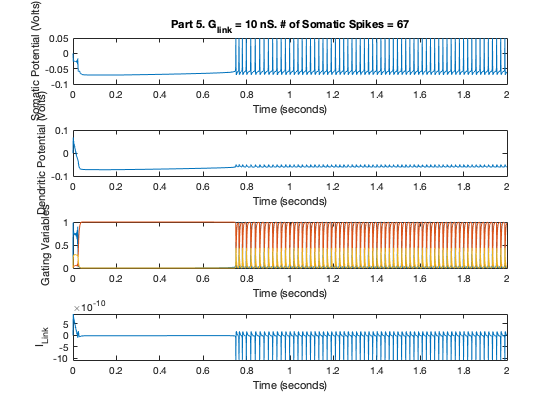 Part 5. G_link = 10 nS. # of Somatic Spikes = 67
Somatic Potential (Volts)
0.05
0
-0.05
-0.1
0 0.2 0.4 0.6 0.8 1 1.2 1.4 1.6 1.8 2
Time (seconds)
Dendritic Potential (Volts)
0.1
0
-0.1
0 0.2 0.4 0.6 0.8 1 1.2 1.4 1.6 1.8 2
Time (seconds)
Gating Variables
1
0.5
0
0 0.2 0.4 0.6 0.8 1 1.2 1.4 1.6 1.8 2
Time (seconds)
×10^-10
I_Link
5
0
-5
-10
0 0.2 0.4 0.6 0.8 1 1.2 1.4 1.6 1.8 2
Time (seconds)